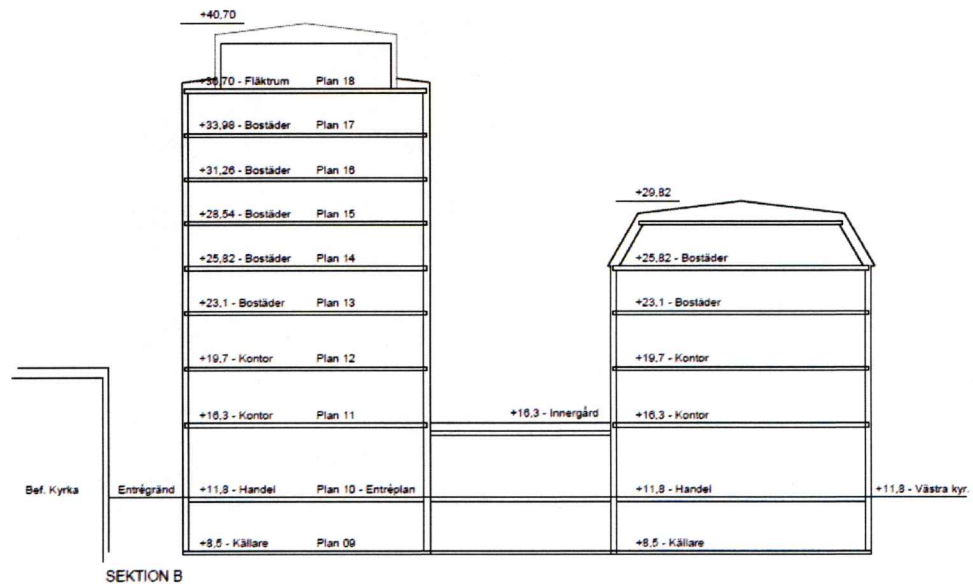 +40,70
+36,70 - Fläktrum Plan 18
+33,98 - Bostäder Plan 17
+31,26 - Bostäder Plan 16
+29,82
+28,54 - Bostäder Plan 15
+25,82 - Bostäder Plan 14
+25,82 - Bostäder
+23,1 - Bostäder Plan 13
+23,1 - Bostäder
+19,7 - Kontor Plan 12
+19,7 - Kontor
+16,3 - Kontor Plan 11
+16,3 - Innergård
+16,3 - Kontor
Bef. Kyrka
Entrégränd
+11,8 - Handel Plan 10 - Entréplan
+11,8 - Handel
+11,8 - Västra kyr.
+8,5 - Källare Plan 09
+8,5 - Källare
SEKTION B